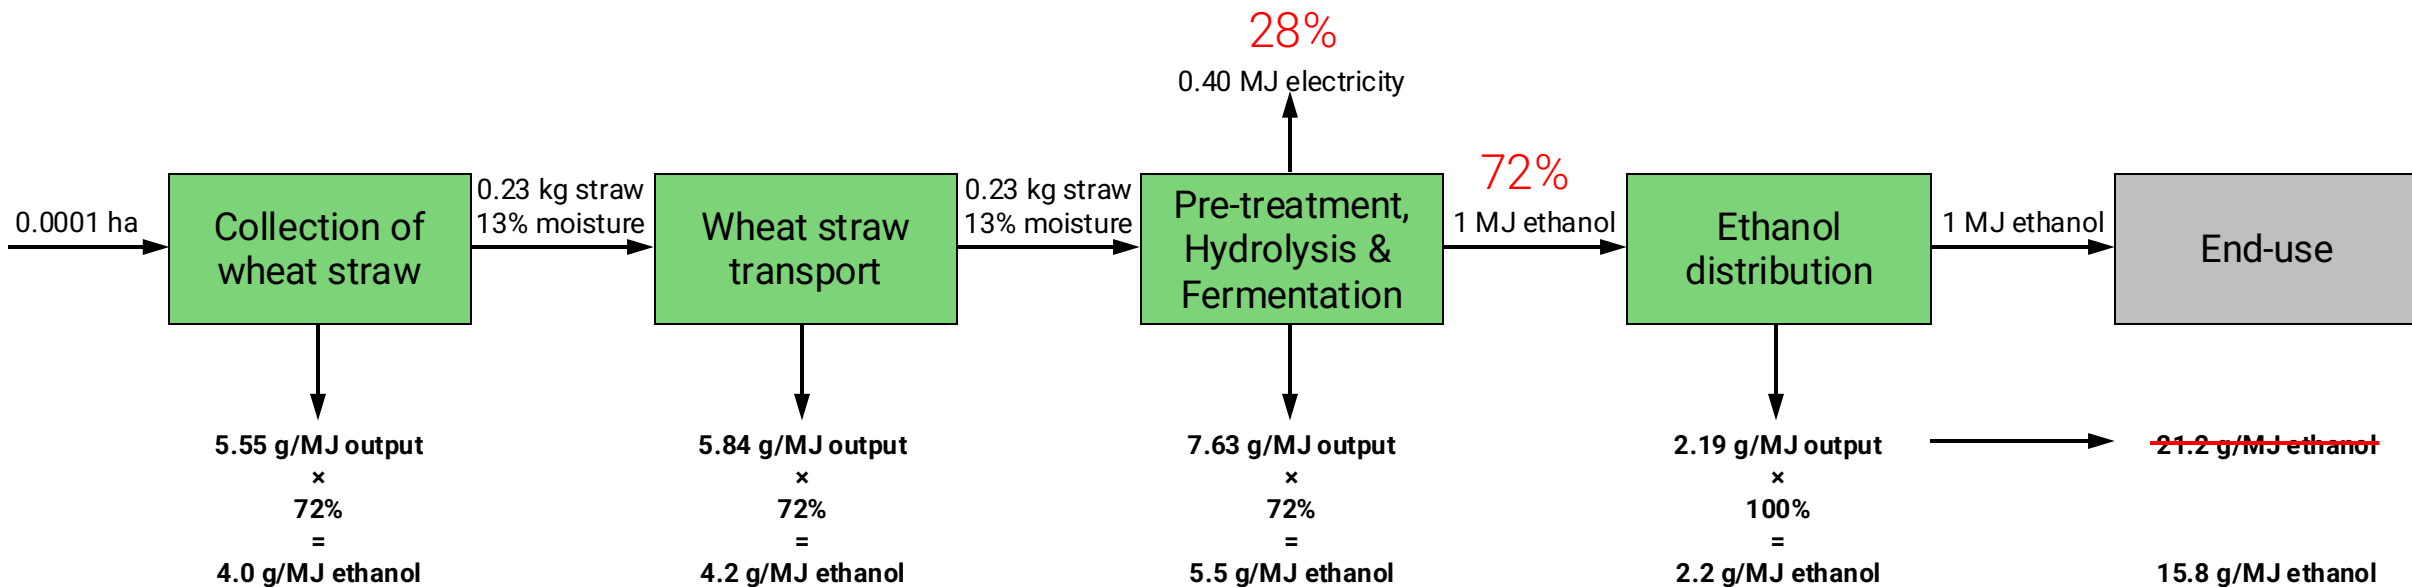 28%
0.40 MJ electricity
0.0001 ha
Collection of
wheat straw
0.23 kg straw
13% moisture
Wheat straw
transport
0.23 kg straw
13% moisture
Pre-treatment,
Hydrolysis &
Fermentation
72%
1 MJ ethanol
Ethanol
distribution
1 MJ ethanol
End-use
5.55 g/MJ output
×
72%
=
4.0 g/MJ ethanol
5.84 g/MJ output
×
72%
=
4.2 g/MJ ethanol
7.63 g/MJ output
×
72%
=
5.5 g/MJ ethanol
2.19 g/MJ output
×
100%
=
2.2 g/MJ ethanol
21.2 g/MJ ethanol
15.8 g/MJ ethanol